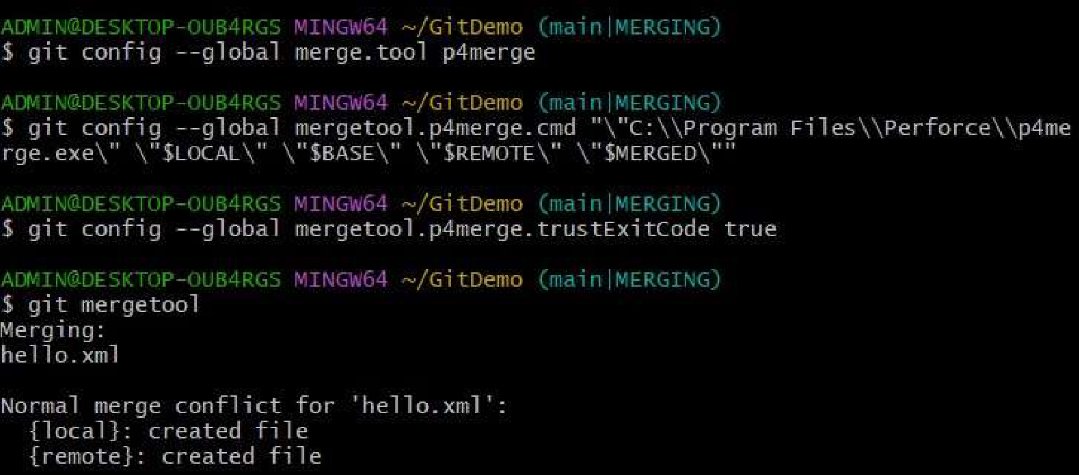 ADMIN@DESKTOP-OUB4RGS MINGW64 ~/GitDemo (main|MERGING)
$ git config --global merge.tool p4merge
ADMIN@DESKTOP-OUB4RGS MINGW64 ~/GitDemo (main|MERGING)
$ git config --global mergetool.p4merge.cmd "\"C:\\Program Files\\Perforce\\p4me
rge.exe\" \"$LOCAL\" \"$BASE\" \"$REMOTE\" \"$MERGED\""
ADMIN@DESKTOP-OUB4RGS MINGW64 ~/GitDemo (main|MERGING)
$ git config --global mergetool.p4merge.trustExitCode true
ADMIN@DESKTOP-OUB4RGS MINGW64 ~/GitDemo (main|MERGING)
$ git mergetool
Merging:
hello.xml
Normal merge conflict for 'hello.xml':
  {local}: created file
  {remote}: created file